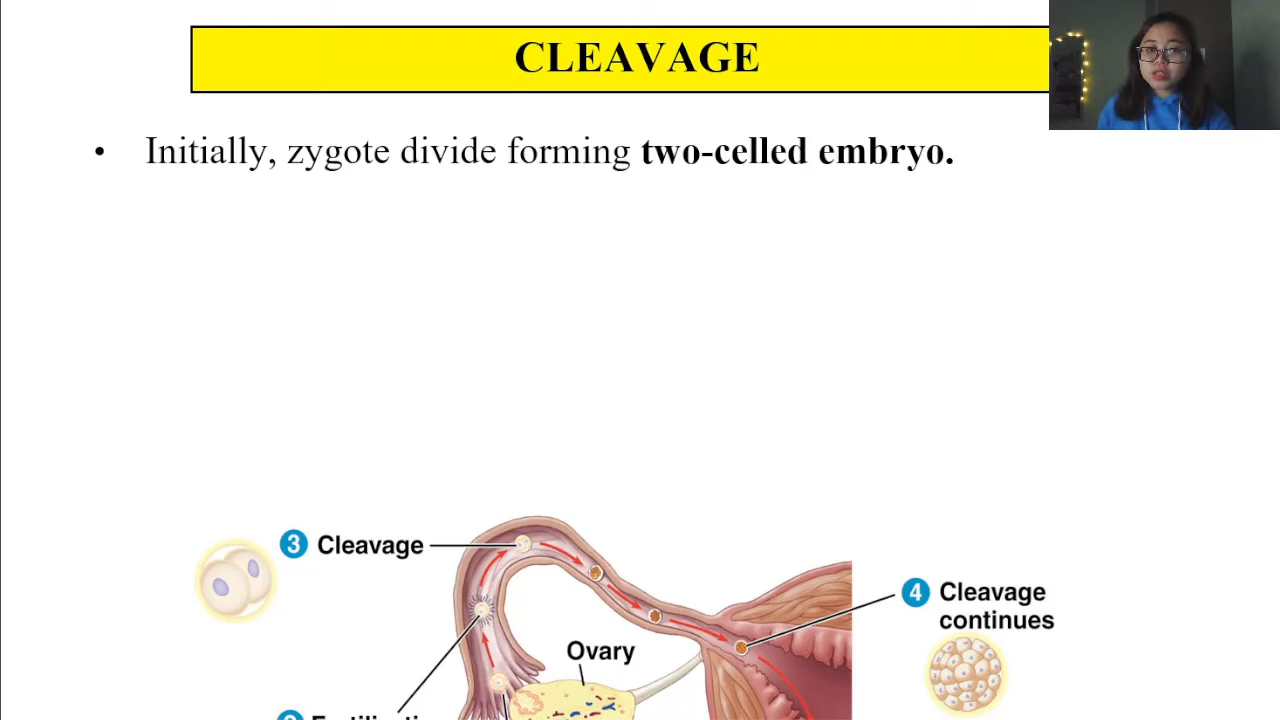 CLEAVAGE
• Initially, zygote divide forming two-celled embryo.
3 Cleavage
4 Cleavage
continues
Ovary